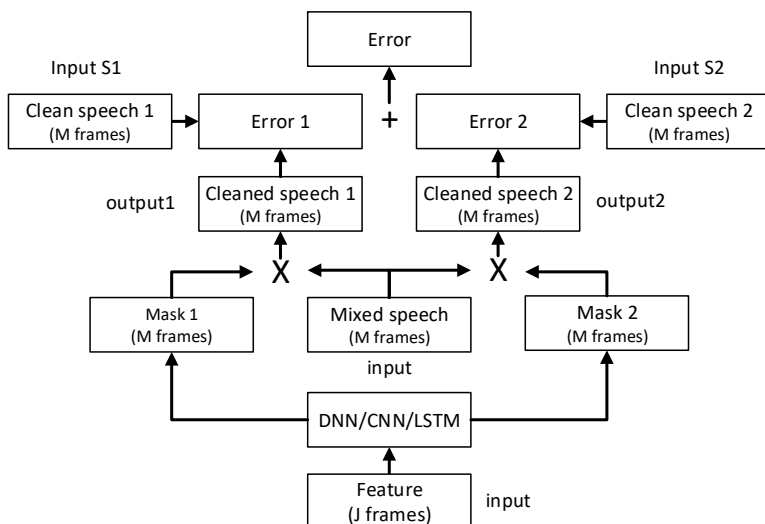 Error
Input S1
Input S2
Clean speech 1
(M frames)
Error 1
+
Error 2
Clean speech 2
(M frames)
output1
Cleaned speech 1
(M frames)
Cleaned speech 2
(M frames)
output2
X
X
Mask 1
(M frames)
Mixed speech
(M frames)
Mask 2
(M frames)
input
DNN/CNN/LSTM
Feature
(J frames)
input